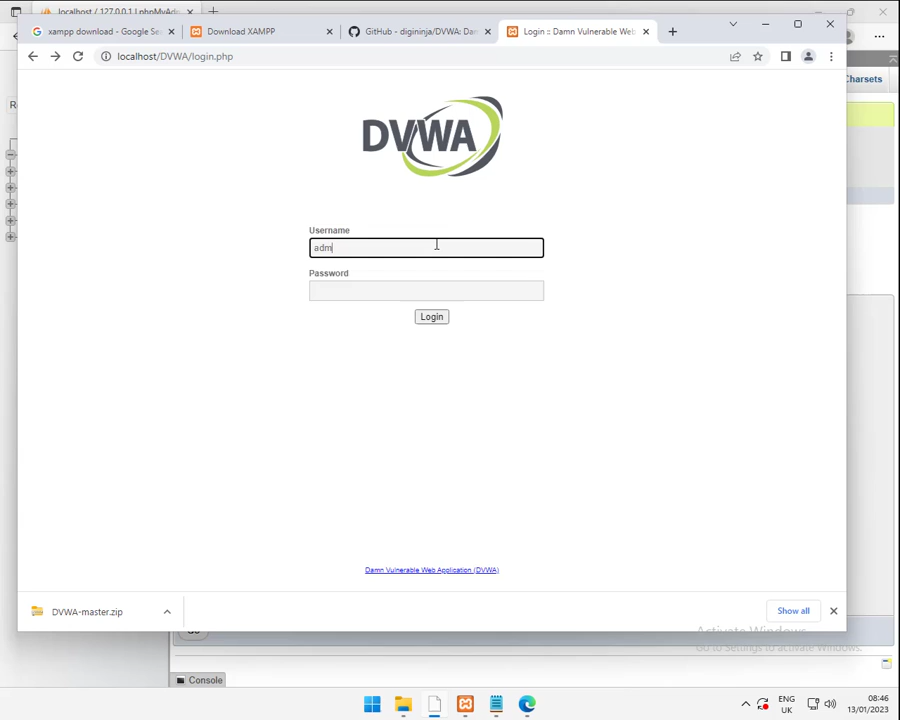 localhost / 127.0.0.1 | phpMyAd
xampp download - Google Se
Download XAMPP
GitHub - digininja/DVWA: Dam
Login :: Damn Vulnerable Web
localhost/DVWA/login.php
Charsets
DVWA
Username
adm
Password
Login
Damn Vulnerable Web Application (DVWA)
DVWA-master.zip
Show all
Activate Windows
Go to Settings to activate Windows.
Console
ENG
UK
08:46
13/01/2023